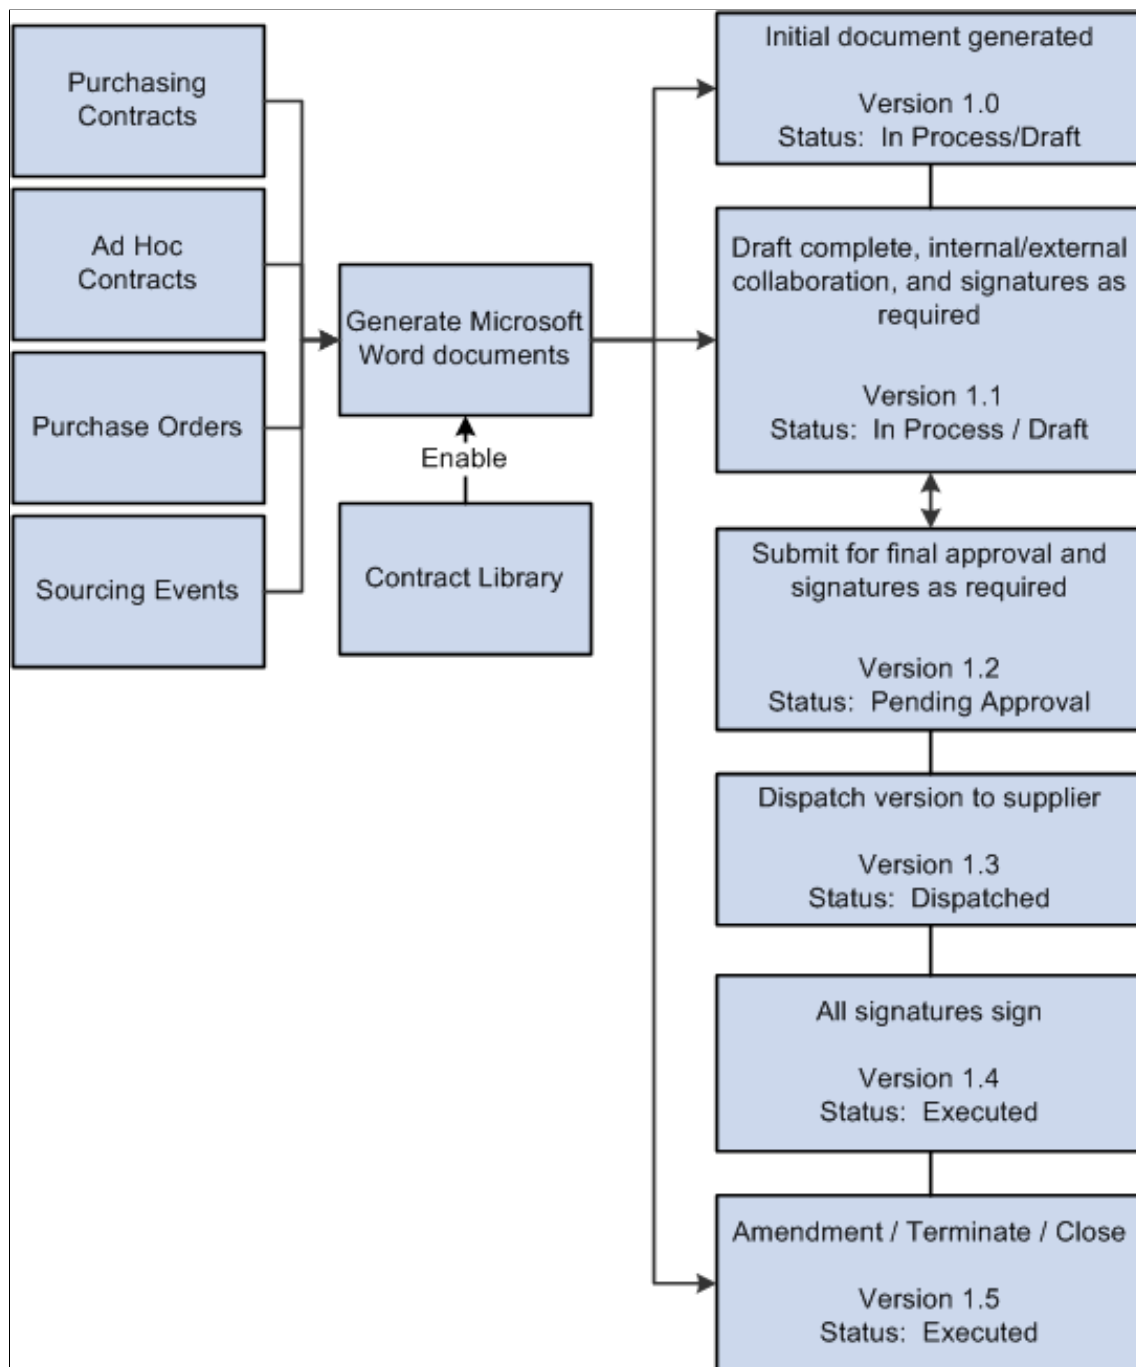 Purchasing
Contracts
Ad Hoc
Contracts
Purchase Orders
Sourcing Events
Generate Microsoft
Word documents
Enable
Contract Library
Initial document generated
Version 1.0
Status:  In Process/Draft
Draft complete, internal/external
collaboration, and signatures as
required
Version 1.1
Status:  In Process / Draft
Submit for final approval and
signatures as required
Version 1.2
Status:  Pending Approval
Dispatch version to supplier
Version 1.3
Status:  Dispatched
All signatures sign
Version 1.4
Status:  Executed
Amendment / Terminate / Close
Version 1.5
Status:  Executed